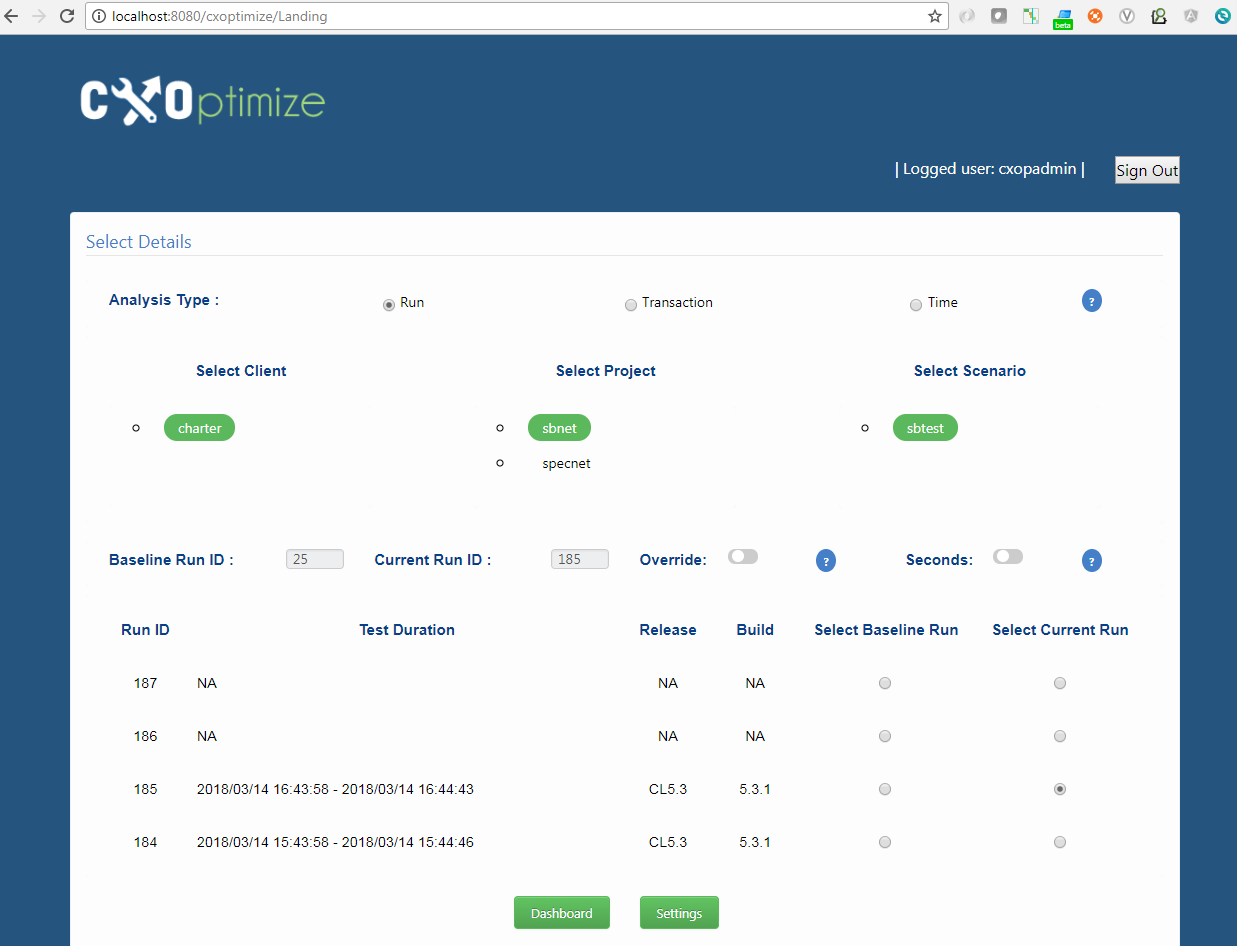 localhost:8080/cxoptimize/Landing
beta
CXOptimize
| Logged user: cxopadmin |
Sign Out
Select Details
Analysis Type :
Run
Transaction
Time
?
Select Client
Select Project
Select Scenario
charter
sbnet
sbtest
specnet
Baseline Run ID :
25
Current Run ID :
185
Override:
?
Seconds:
?
Run ID Test Duration Release Build Select Baseline Run Select Current Run
187 NA NA NA
186 NA NA NA
185 2018/03/14 16:43:58 - 2018/03/14 16:44:43 CL5.3 5.3.1
184 2018/03/14 15:43:58 - 2018/03/14 15:44:46 CL5.3 5.3.1
Dashboard
Settings